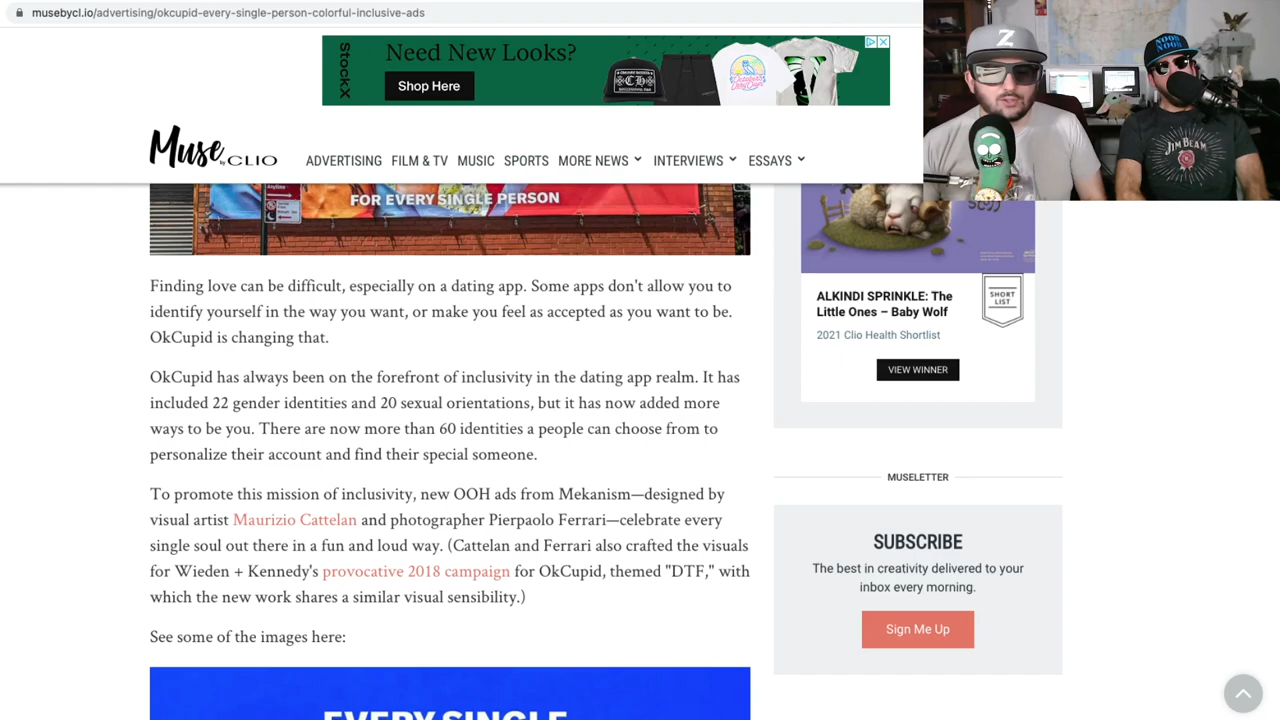 musebycl.io/advertising/okcupid-every-single-person-colorful-inclusive-ads
StockX
Need New Looks?
Shop Here
Muse by CLIO
ADVERTISING FILM & TV MUSIC SPORTS MORE NEWS INTERVIEWS ESSAYS
Z
NOOB NOOB
JIM BEAM
FOR EVERY SINGLE PERSON
Finding love can be difficult, especially on a dating app. Some apps don't allow you to
identify yourself in the way you want, or make you feel as accepted as you want to be.
OkCupid is changing that.
OkCupid has always been on the forefront of inclusivity in the dating app realm. It has
included 22 gender identities and 20 sexual orientations, but it has now added more
ways to be you. There are now more than 60 identities a people can choose from to
personalize their account and find their special someone.
To promote this mission of inclusivity, new OOH ads from Mekanism—designed by
visual artist Maurizio Cattelan and photographer Pierpaolo Ferrari—celebrate every
single soul out there in a fun and loud way. (Cattelan and Ferrari also crafted the visuals
for Wieden + Kennedy's provocative 2018 campaign for OkCupid, themed "DTF," with
which the new work shares a similar visual sensibility.)
See some of the images here:
EVERY SINGLE
ALKINDI SPRINKLE: The
Little Ones – Baby Wolf
SHORT
LIST
2021 Clio Health Shortlist
VIEW WINNER
MUSELETTER
SUBSCRIBE
The best in creativity delivered to your
inbox every morning.
Sign Me Up